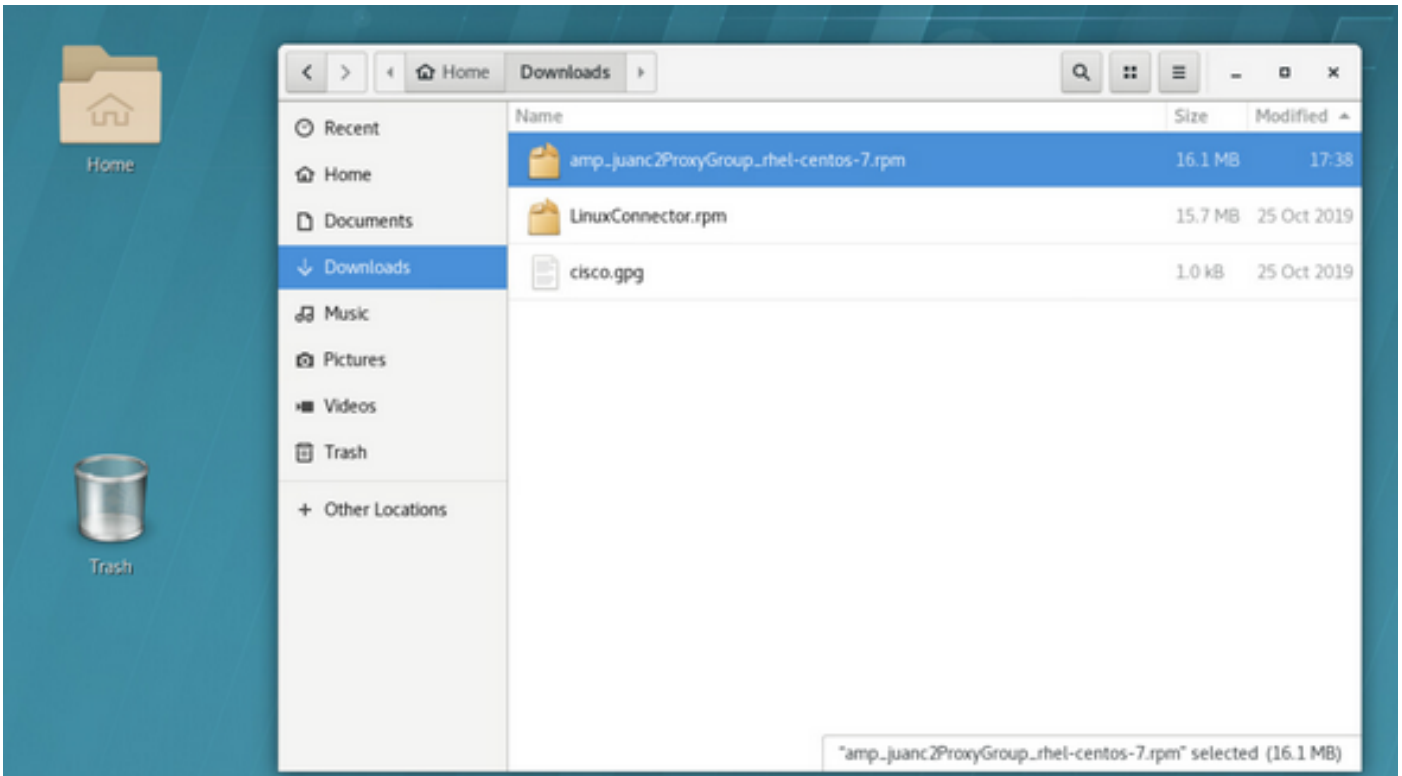 Home
Trash
Home Downloads
Recent
Home
Documents
Downloads
Music
Pictures
Videos
Trash
+ Other Locations
Name Size Modified
amp_juanc2ProxyGroup_rhel-centos-7.rpm 16.1 MB 17:38
LinuxConnector.rpm 15.7 MB 25 Oct 2019
cisco.gpg 1.0 kB 25 Oct 2019
"amp_juanc2ProxyGroup_rhel-centos-7.rpm" selected (16.1 MB)